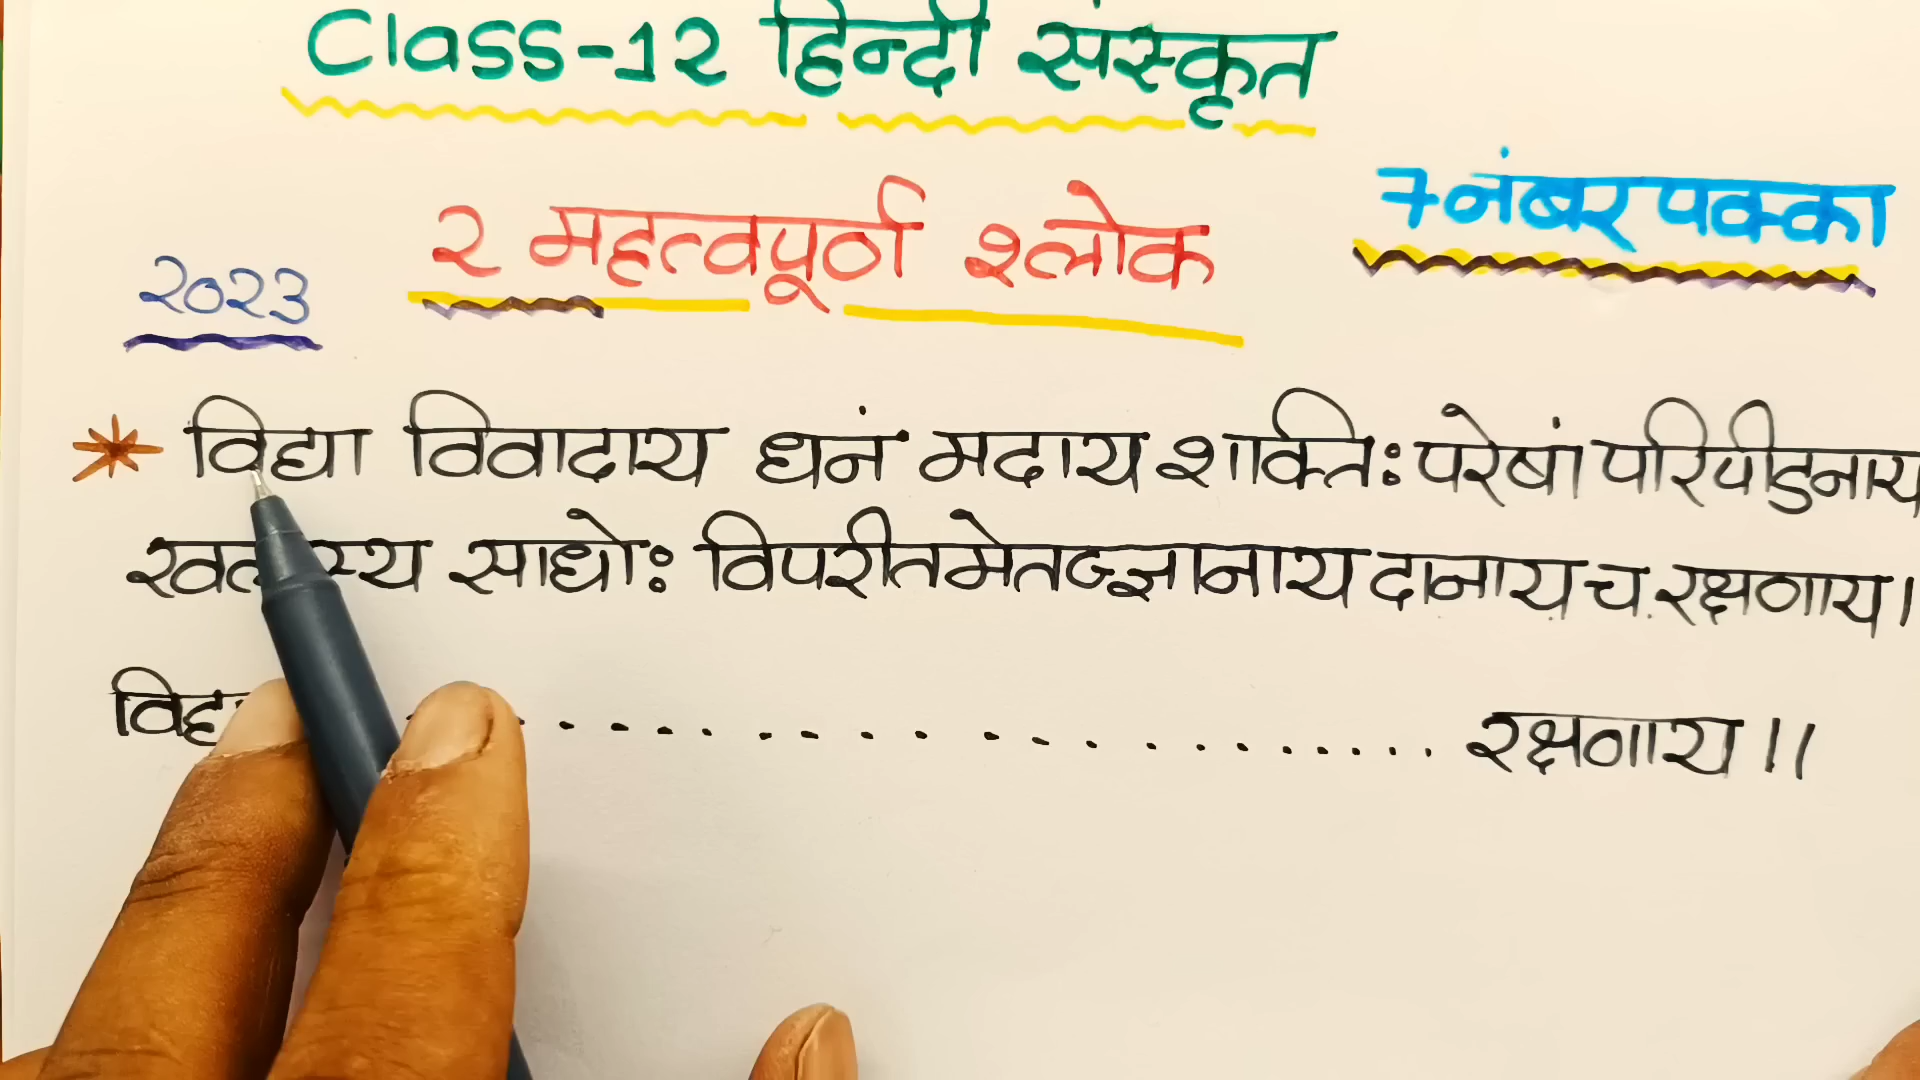 Class-12 हिन्दी संस्कृत
7 नंबर पक्का
2 महत्वपूर्ण श्लोक
2023
विद्या विवादाय धनं मदाय शक्ति: परेषां परिपीडनाय
साधो: विपरीतमेतज्ज्ञानाय दानाय च रक्षणाय।
.................... रक्षणाय ।।